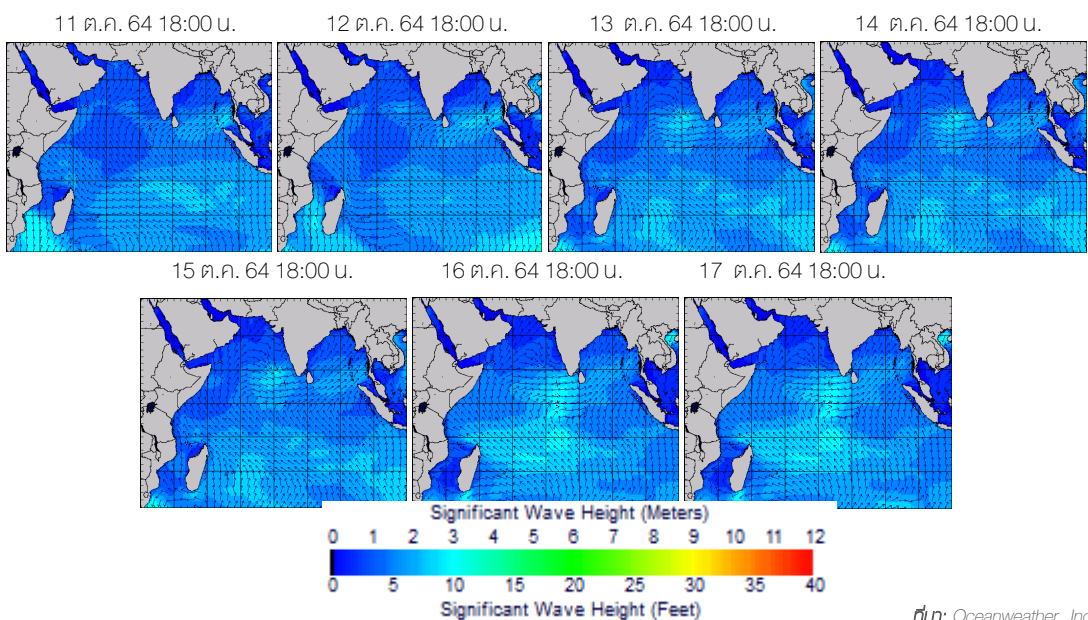 11 ต.ค. 64 18:00 น.
12 ต.ค. 64 18:00 น.
13 ต.ค. 64 18:00 น.
14 ต.ค. 64 18:00 น.
15 ต.ค. 64 18:00 น.
16 ต.ค. 64 18:00 น.
17 ต.ค. 64 18:00 น.
Significant Wave Height (Meters)
0 1 2 3 4 5 6 7 8 9 10 11 12
0 5 10 15 20 25 30 35 40
Significant Wave Height (Feet)
ที่มา: Oceanweather, Inc